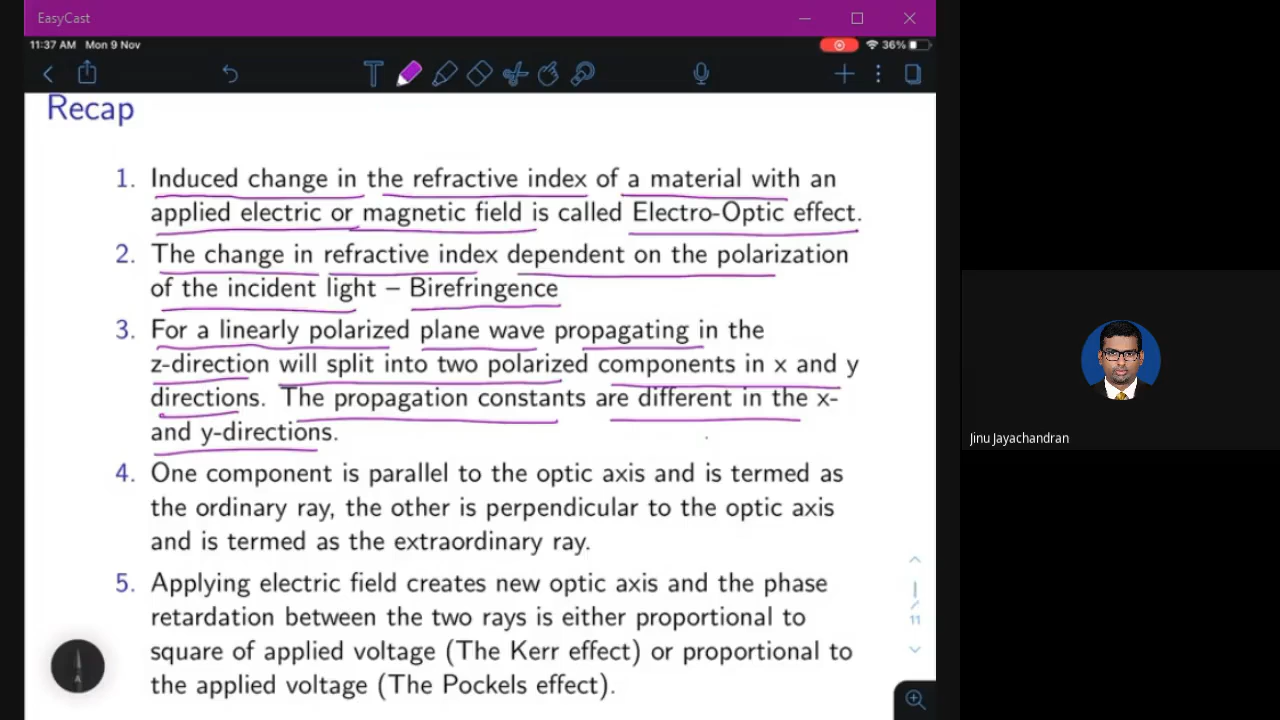 EasyCast
11:37 AM Mon 9 Nov
36%
Recap
1. Induced change in the refractive index of a material with an
applied electric or magnetic field is called Electro-Optic effect.
2. The change in refractive index dependent on the polarization
of the incident light – Birefringence
3. For a linearly polarized plane wave propagating in the
z-direction will split into two polarized components in x and y
directions. The propagation constants are different in the x-
and y-directions.
4. One component is parallel to the optic axis and is termed as
the ordinary ray, the other is perpendicular to the optic axis
and is termed as the extraordinary ray.
5. Applying electric field creates new optic axis and the phase
retardation between the two rays is either proportional to
square of applied voltage (The Kerr effect) or proportional to
the applied voltage (The Pockels effect).
1
/
11
A
Jinu Jayachandran